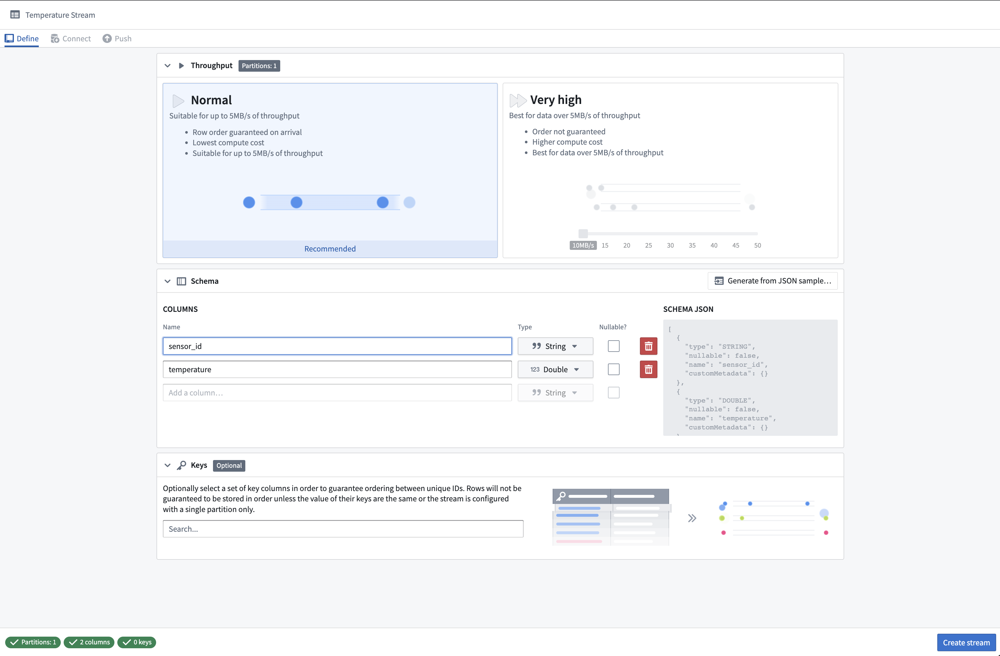 Temperature Stream
Define
Connect
Push
Throughput
Partitions: 1
Normal
Suitable for up to 5MB/s of throughput
• Row order guaranteed on arrival
• Lowest compute cost
• Suitable for up to 5MB/s of throughput
Recommended
Very high
Best for data over 5MB/s of throughput
• Order not guaranteed
• Higher compute cost
• Best for data over 5MB/s of throughput
10MB/s 15 20 25 30 35 40 45 50
Schema
Generate from JSON sample…
COLUMNS
Name Type Nullable?
sensor_id String
temperature 123 Double
Add a column… String
SCHEMA JSON
[
{
"type": "STRING",
"nullable": false,
"name": "sensor_id",
"customMetadata": {}
},
{
"type": "DOUBLE",
"nullable": false,
"name": "temperature",
"customMetadata": {}
}
Keys
Optional
Optionally select a set of key columns in order to guarantee ordering between unique IDs. Rows will not be
guaranteed to be stored in order unless the value of their keys are the same or the stream is configured
with a single partition only.
Search...
Partitions: 1
2 columns
0 keys
Create stream